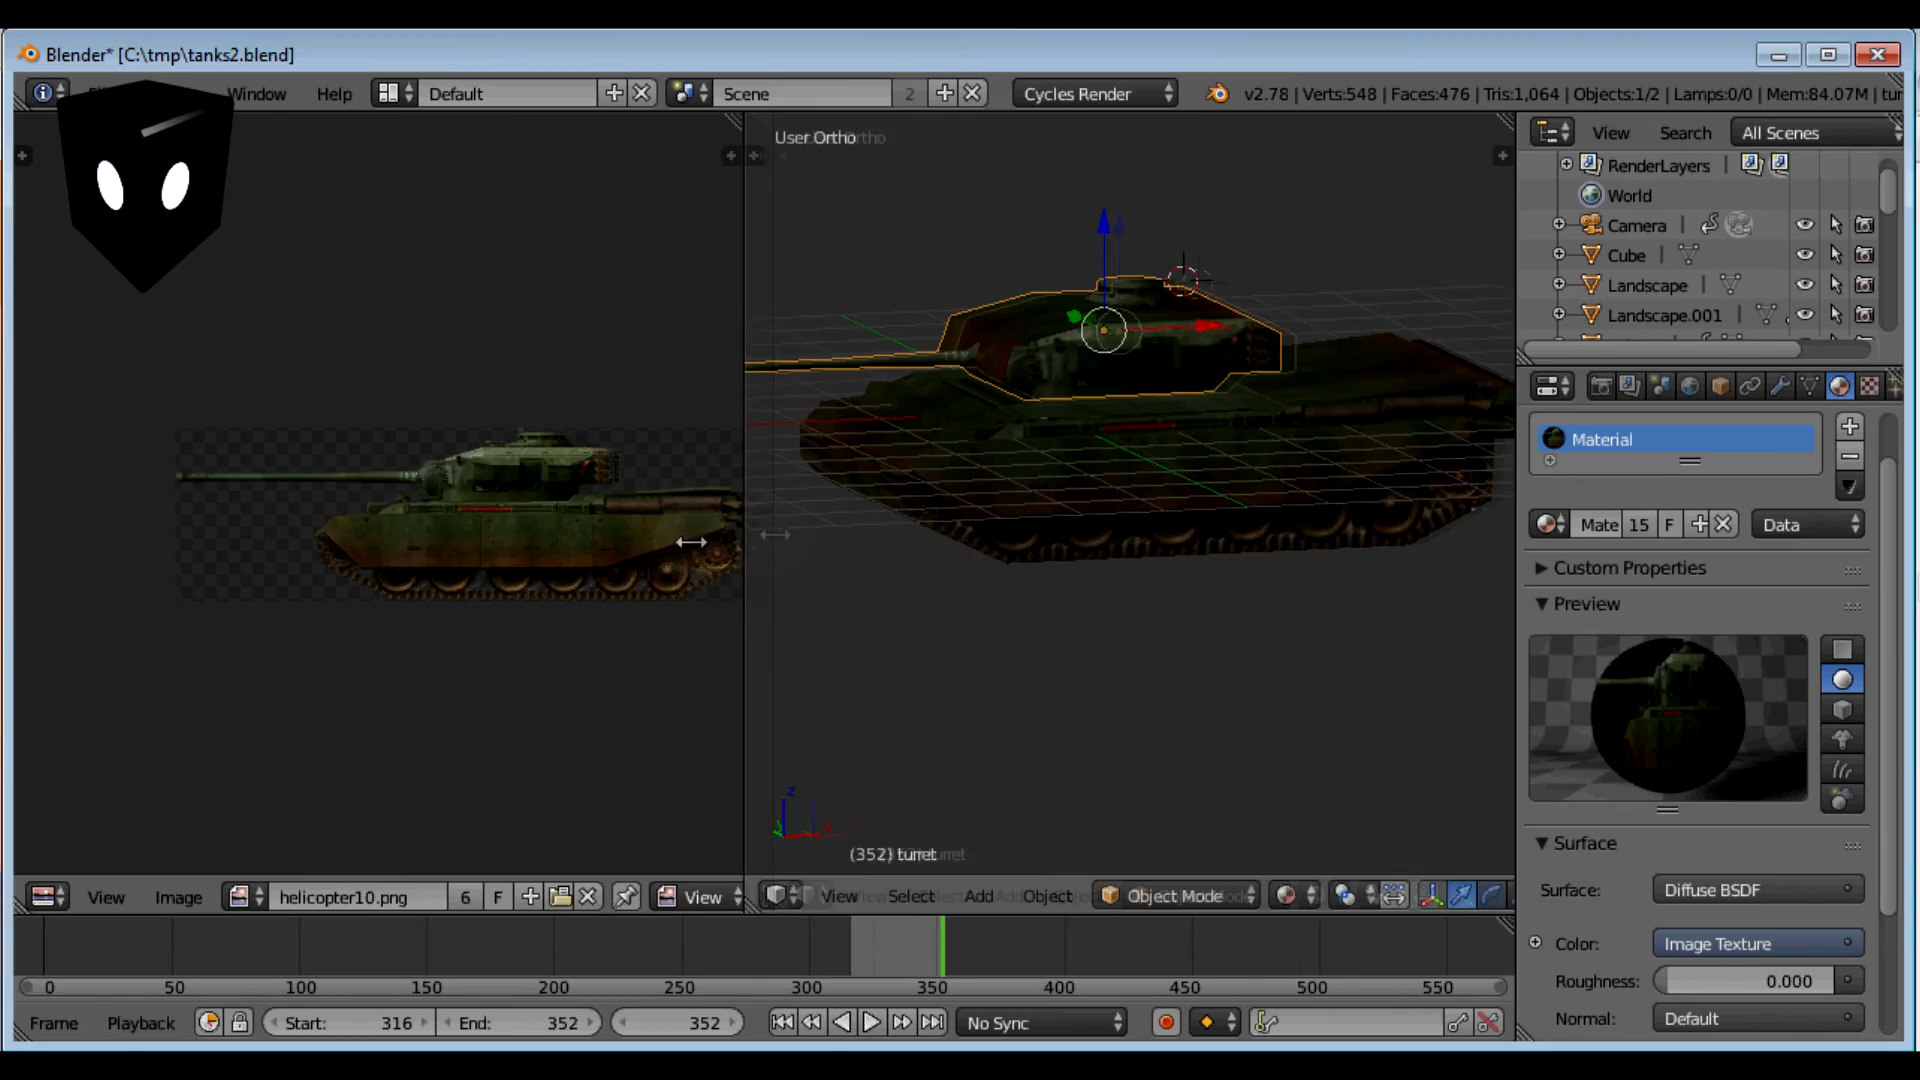 Blender* [C:\tmp\tanks2.blend]
Window Help Default Scene 2 Cycles Render v2.78 | Verts:548 | Faces:476 | Tris:1,064 | Objects:1/2 | Lamps:0/0 | Mem:84.07M | tur
User Ortho
View Search All Scenes
RenderLayers
World
Camera
Cube
Landscape
Landscape.001
Material
Mate 15 F Data
Custom Properties
Preview
Surface
Surface: Diffuse BSDF
Color: Image Texture
Roughness: 0.000
Normal: Default
z
(352) turret
View Image helicopter10.png 6 F View
View Select Add Object Object Mode
0 50 100 150 200 250 300 350 400 450 500 550
Frame Playback Start: 316 End: 352 352 No Sync